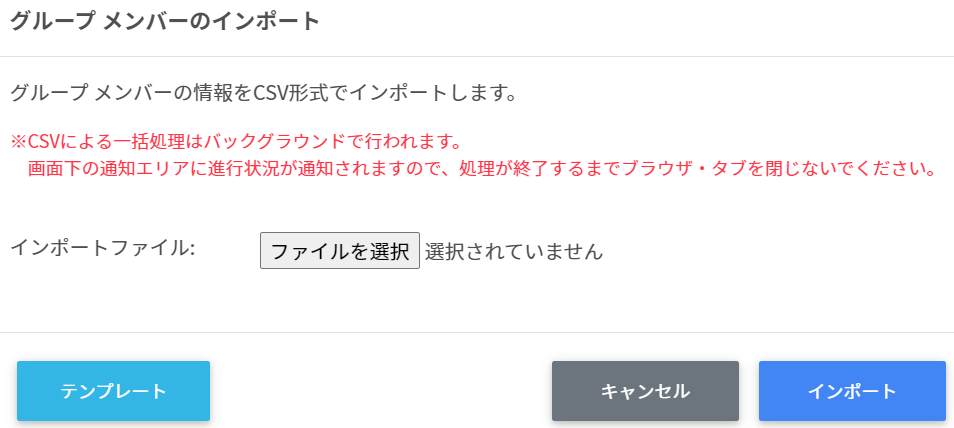 グループ メンバーのインポート
グループ メンバーの情報をCSV形式でインポートします。
※CSVによる一括処理はバックグラウンドで行われます。
画面下の通知エリアに進行状況が通知されますので、処理が終了するまでブラウザ・タブを閉じないでください。
インポートファイル: ファイルを選択 選択されていません
テンプレート キャンセル インポート